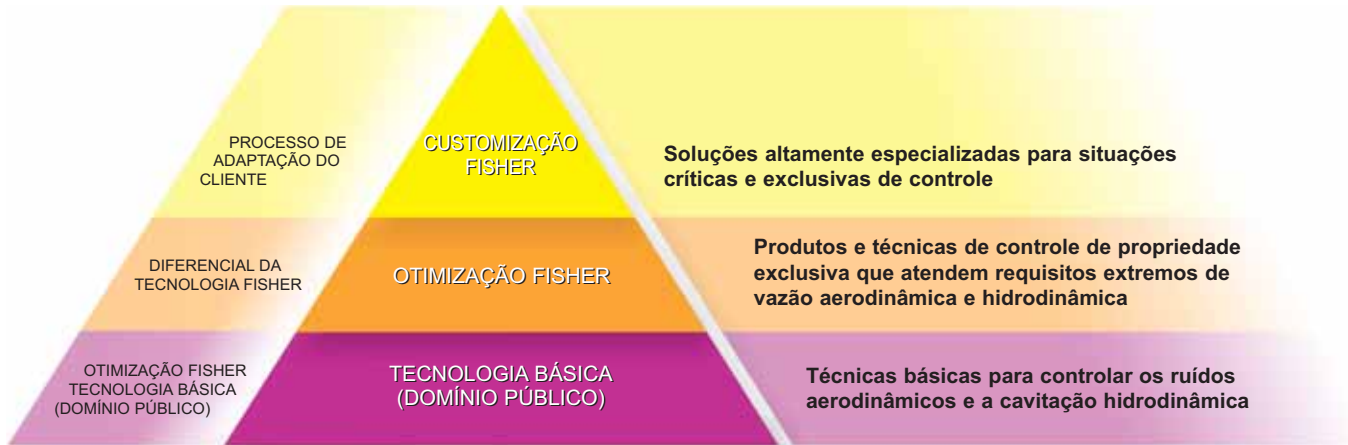 PROCESSO DE
ADAPTAÇÃO DO
CLIENTE
CUSTOMIZAÇÃO
FISHER
Soluções altamente especializadas para situações
críticas e exclusivas de controle
DIFERENCIAL DA
TECNOLOGIA FISHER
OTIMIZAÇÃO FISHER
Produtos e técnicas de controle de propriedade
exclusiva que atendem requisitos extremos de
vazão aerodinâmica e hidrodinâmica
OTIMIZAÇÃO FISHER
TECNOLOGIA BÁSICA
(DOMÍNIO PÚBLICO)
TECNOLOGIA BÁSICA
(DOMÍNIO PÚBLICO)
Técnicas básicas para controlar os ruídos
aerodinâmicos e a cavitação hidrodinâmica